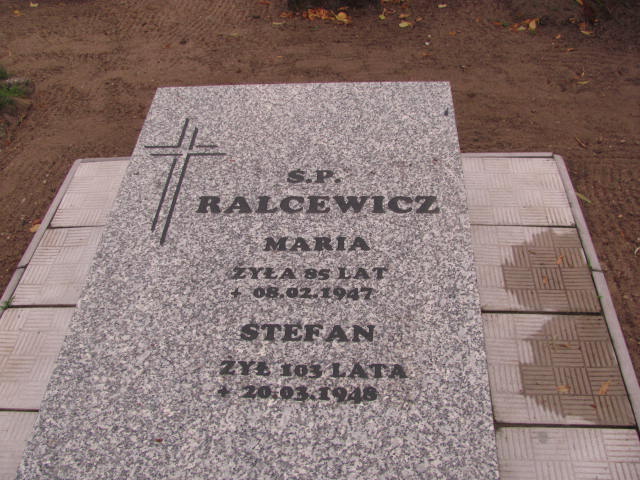 Ś.P.
RALCEWICZ
MARIA
ŻYŁA 85 LAT
+ 08.02.1947
STEFAN
ŻYŁ 103 LATA
+ 20.03.1948